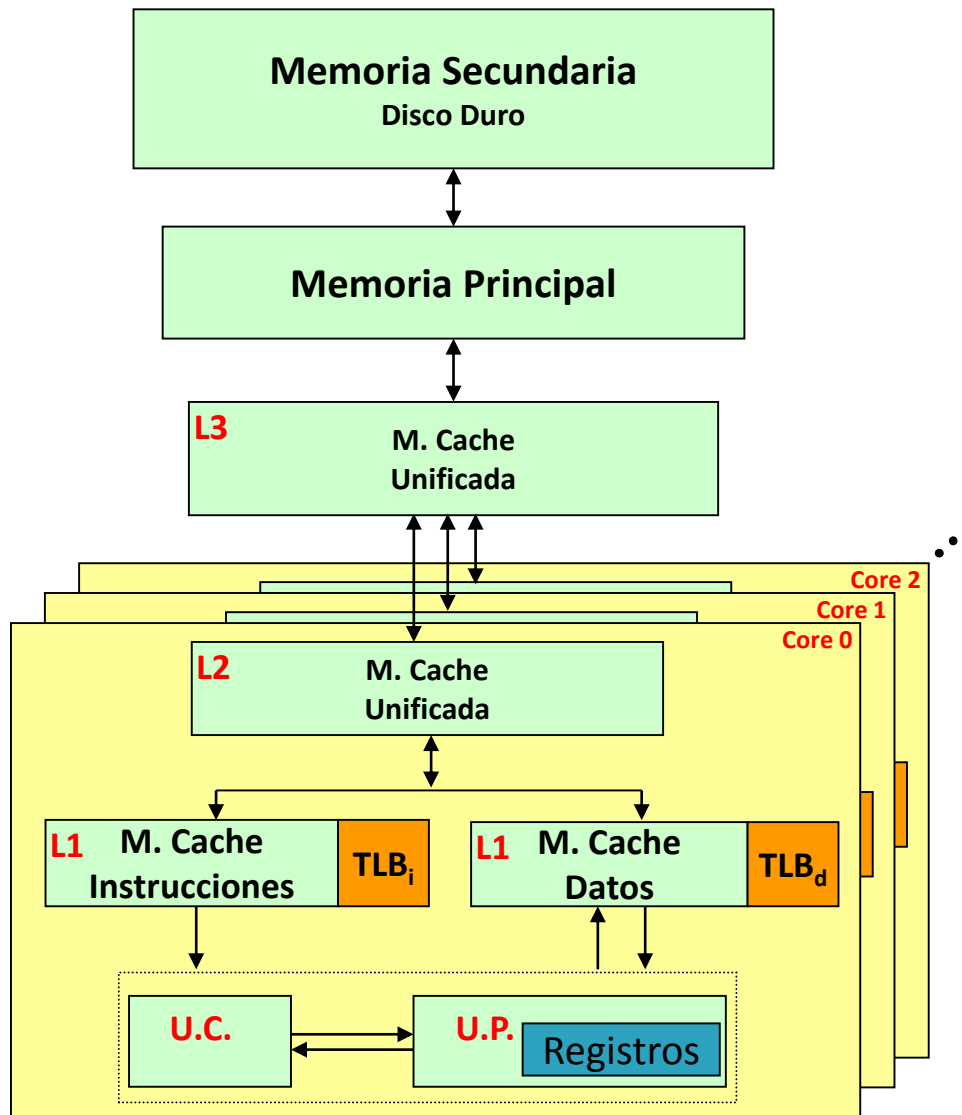 Memoria Secundaria
Disco Duro
Memoria Principal
L3
M. Cache
Unificada
Core 2
Core 1
Core 0
L2
M. Cache
Unificada
L1
M. Cache
Instrucciones
TLBi
L1
M. Cache
Datos
TLBd
U.C.
U.P.
Registros